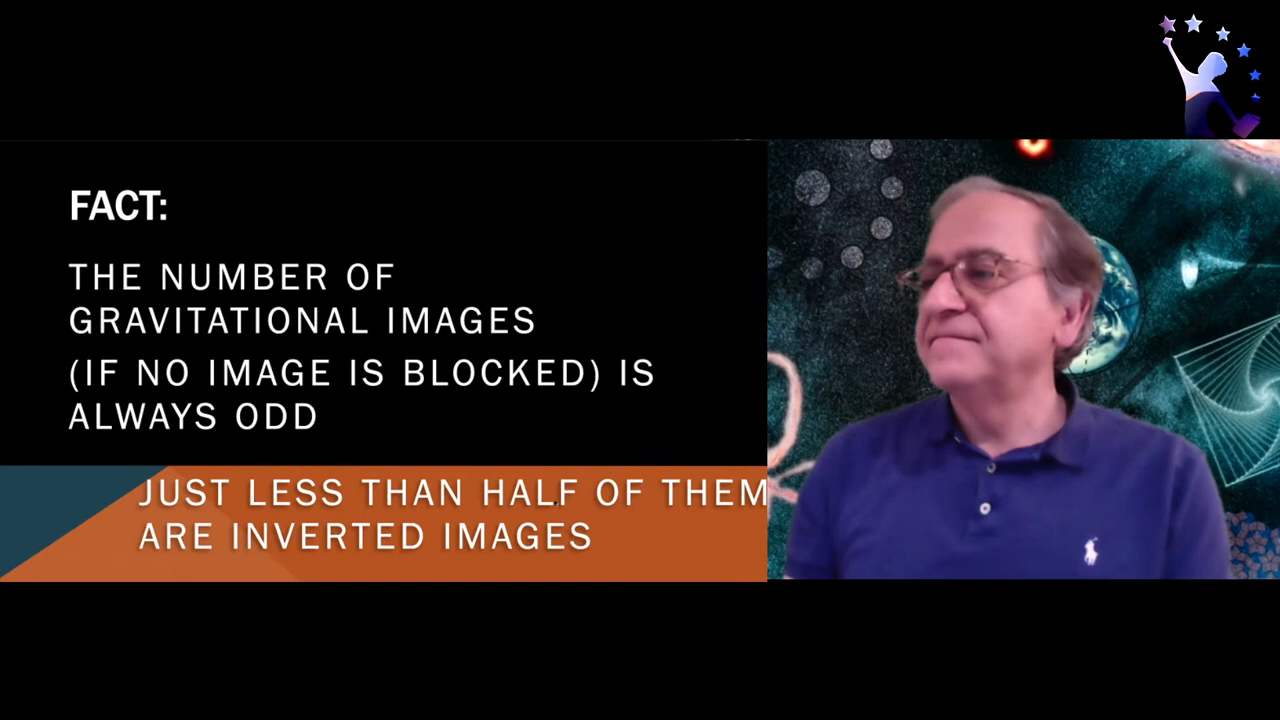 FACT:
THE NUMBER OF
GRAVITATIONAL IMAGES
(IF NO IMAGE IS BLOCKED) IS
ALWAYS ODD
JUST LESS THAN HALF OF THEM
ARE INVERTED IMAGES